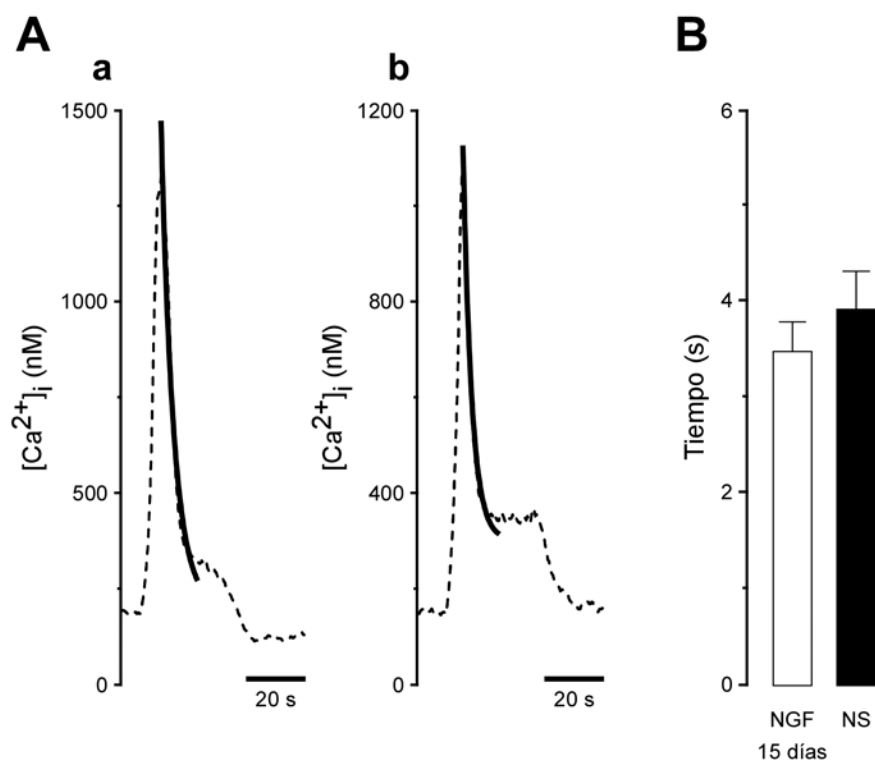 A
a
1500
1000
500
0
[Ca2+]i (nM)
20 s
b
1200
800
400
0
[Ca2+]i (nM)
20 s
B
6
4
2
0
Tiempo (s)
NGF
15 días
NS